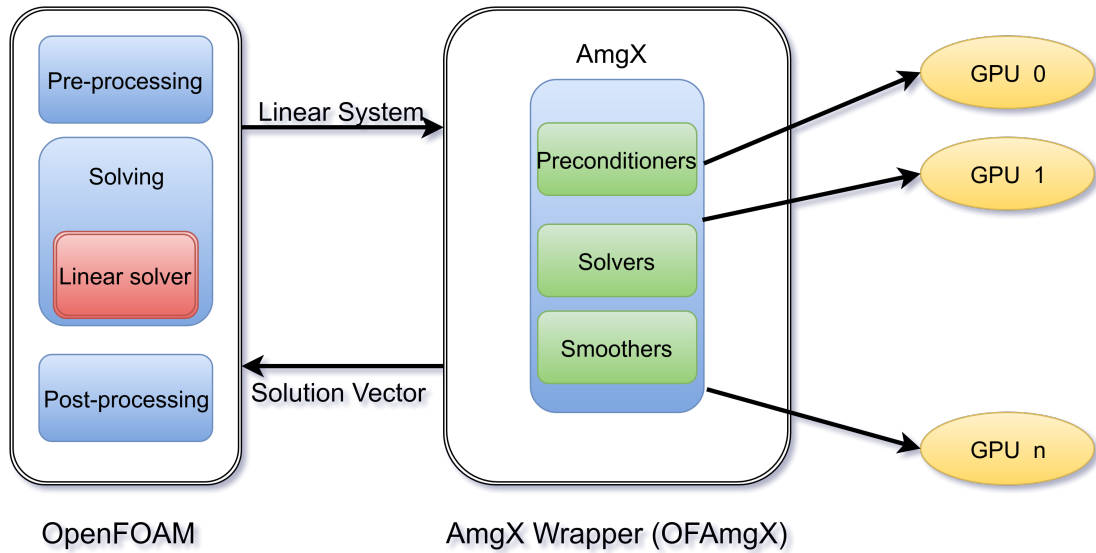 Pre-processing
Solving
Linear solver
Post-processing
OpenFOAM
Linear System
Solution Vector
AmgX
Preconditioners
Solvers
Smoothers
AmgX Wrapper (OFAmgX)
GPU 0
GPU 1
GPU n